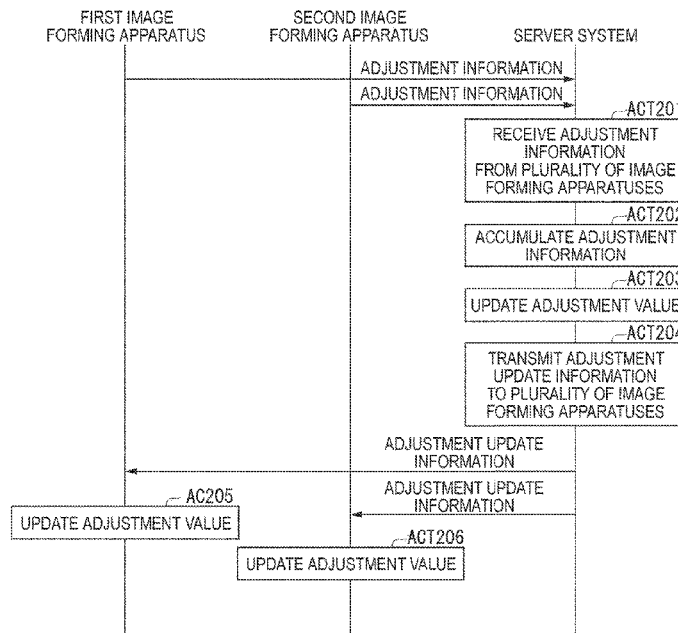 FIRST IMAGE
FORMING APPARATUS
SECOND IMAGE
FORMING APPARATUS
SERVER SYSTEM
ADJUSTMENT INFORMATION
ADJUSTMENT INFORMATION
ACT201
RECEIVE ADJUSTMENT
INFORMATION
FROM PLURALITY OF IMAGE
FORMING APPARATUSES
ACT202
ACCUMULATE ADJUSTMENT
INFORMATION
ACT203
UPDATE ADJUSTMENT VALUE
ACT204
TRANSMIT ADJUSTMENT
UPDATE INFORMATION
TO PLURALITY OF IMAGE
FORMING APPARATUSES
ADJUSTMENT UPDATE
INFORMATION
ADJUSTMENT UPDATE
INFORMATION
AC205
UPDATE ADJUSTMENT VALUE
ACT206
UPDATE ADJUSTMENT VALUE